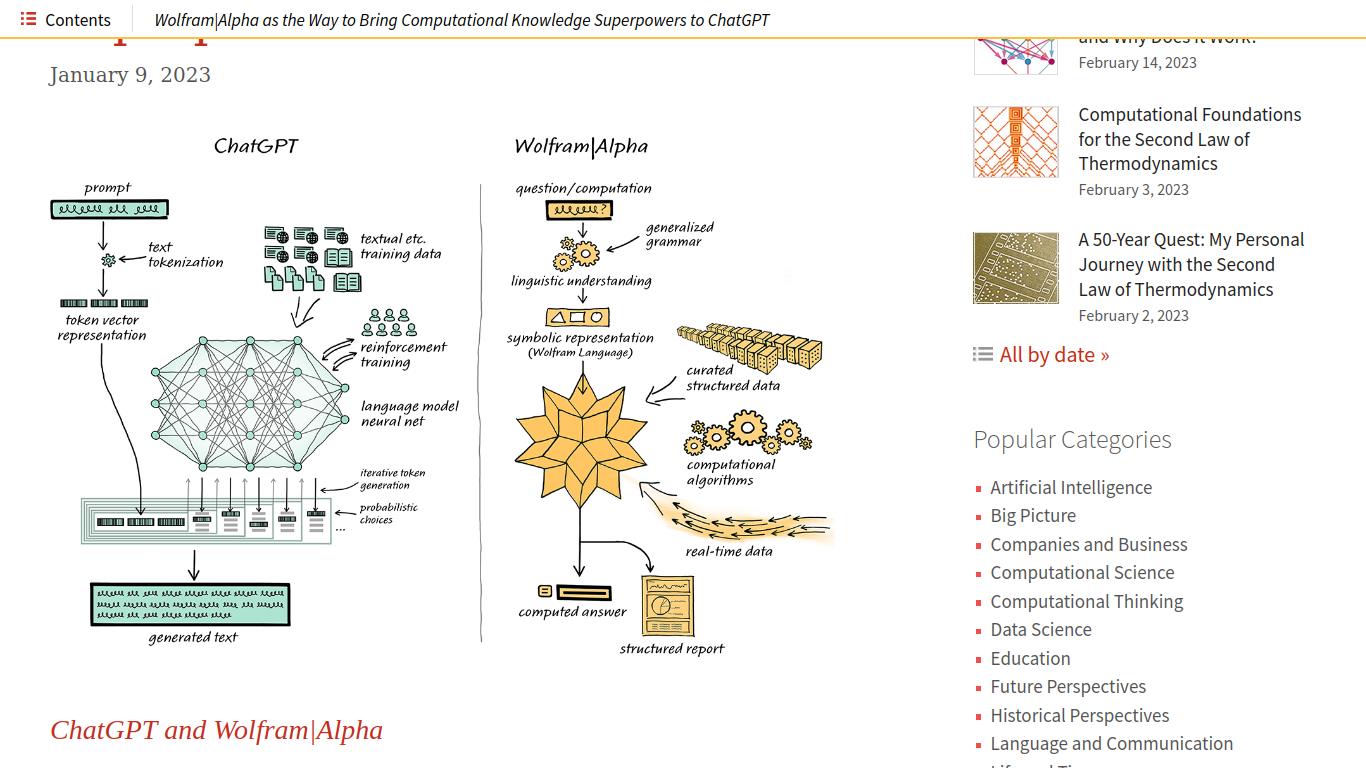 Contents
Wolfram|Alpha as the Way to Bring Computational Knowledge Superpowers to ChatGPT
January 9, 2023
ChatGPT
prompt
text
tokenization
token vector
representation
textual etc.
training data
reinforcement
training
language model
neural net
iterative token
generation
probabilistic
choices
...
generated text
Wolfram|Alpha
question/computation
?
generalized
grammar
linguistic understanding
symbolic representation
(Wolfram Language)
curated
structured data
computational
algorithms
real-time data
=
computed answer
structured report
ChatGPT and Wolfram|Alpha
and Why Does It Work?
February 14, 2023
Computational Foundations
for the Second Law of
Thermodynamics
February 3, 2023
A 50-Year Quest: My Personal
Journey with the Second
Law of Thermodynamics
February 2, 2023
All by date »
Popular Categories
Artificial Intelligence
Big Picture
Companies and Business
Computational Science
Computational Thinking
Data Science
Education
Future Perspectives
Historical Perspectives
Language and Communication